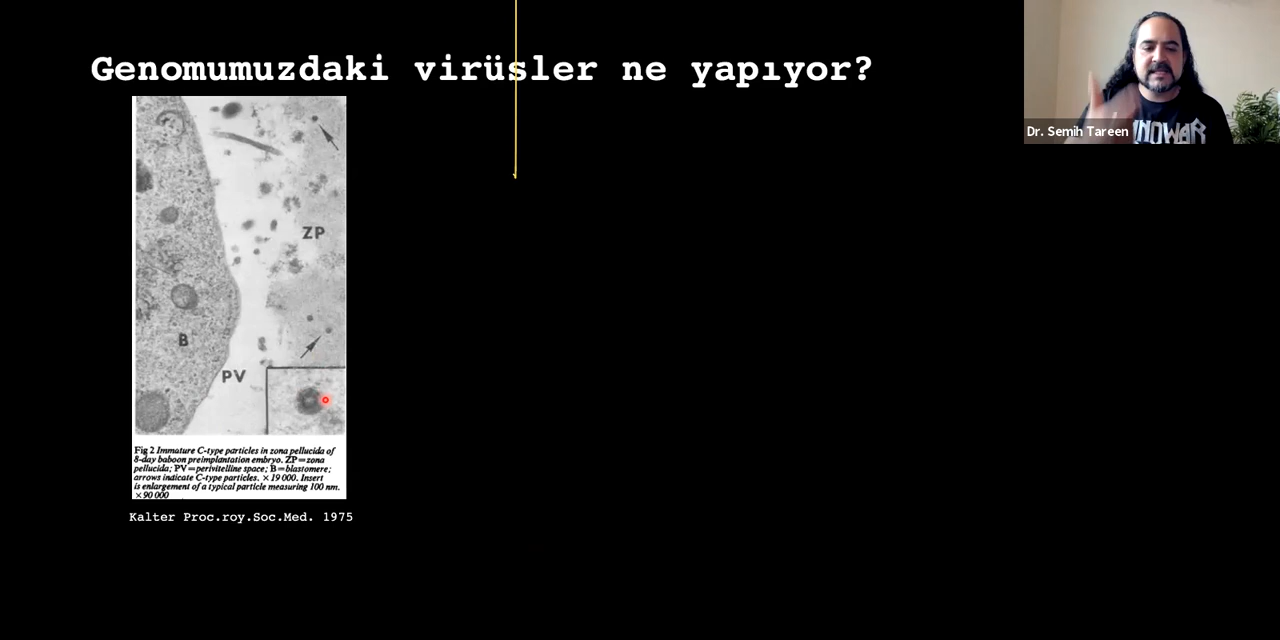 Genomumuzdaki virüsler ne yapıyor?
ZP
B
PV
Fig 2 Immature C-type particles in zona pellucida of
8-day baboon preimplantation embryo. ZP=zona
pellucida; PV=perivitelline space; B=blastomere;
arrows indicate C-type particles. ×19 000. Insert
is enlargement of a typical particle measuring 100 nm.
×90 000
Kalter Proc.roy.Soc.Med. 1975
Dr. Semih Tareen